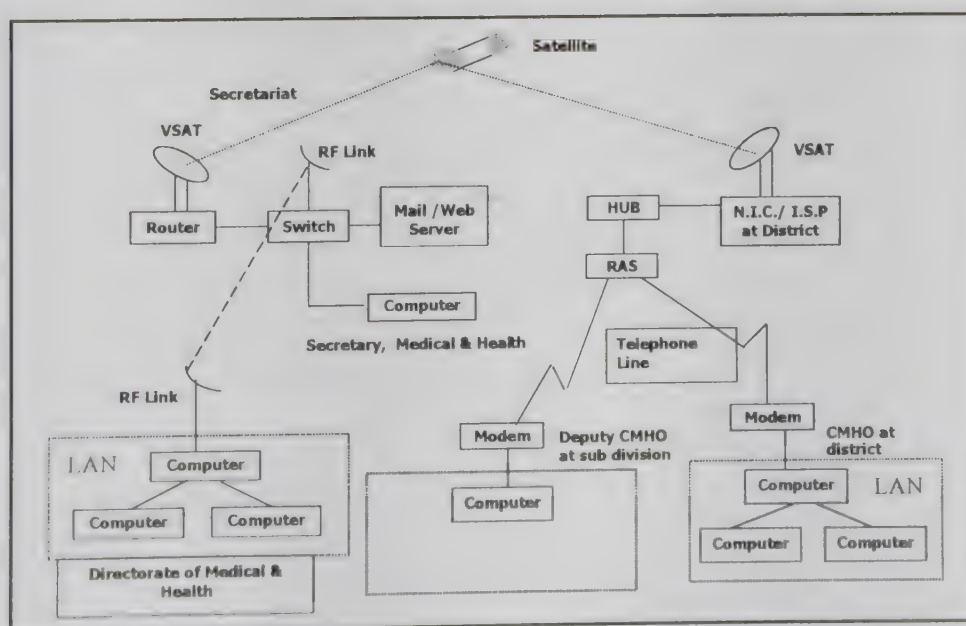 Satellite
Secretariat
VSAT
RF Link
VSAT
Router
Switch
Mail /Web
Server
HUB
N.I.C./ I.S.P
at District
RAS
Computer
Secretary, Medical & Health
Telephone
Line
RF Link
Modem
Deputy CMHO
at sub division
Modem
CMHO at
district
LAN
Computer
Computer
Computer
Computer
Computer
LAN
Computer
Computer
Directorate of Medical &
Health